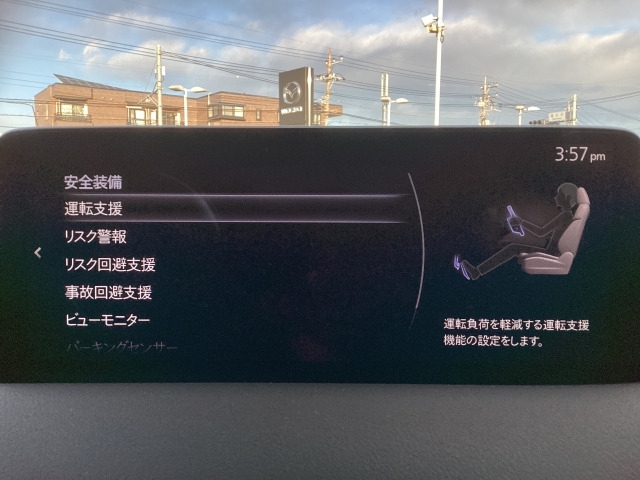 3:57 pm
安全装備
運転支援
リスク警報
リスク回避支援
事故回避支援
ビューモニター
パーキングセンサー
運転負荷を軽減する運転支援
機能の設定をします。